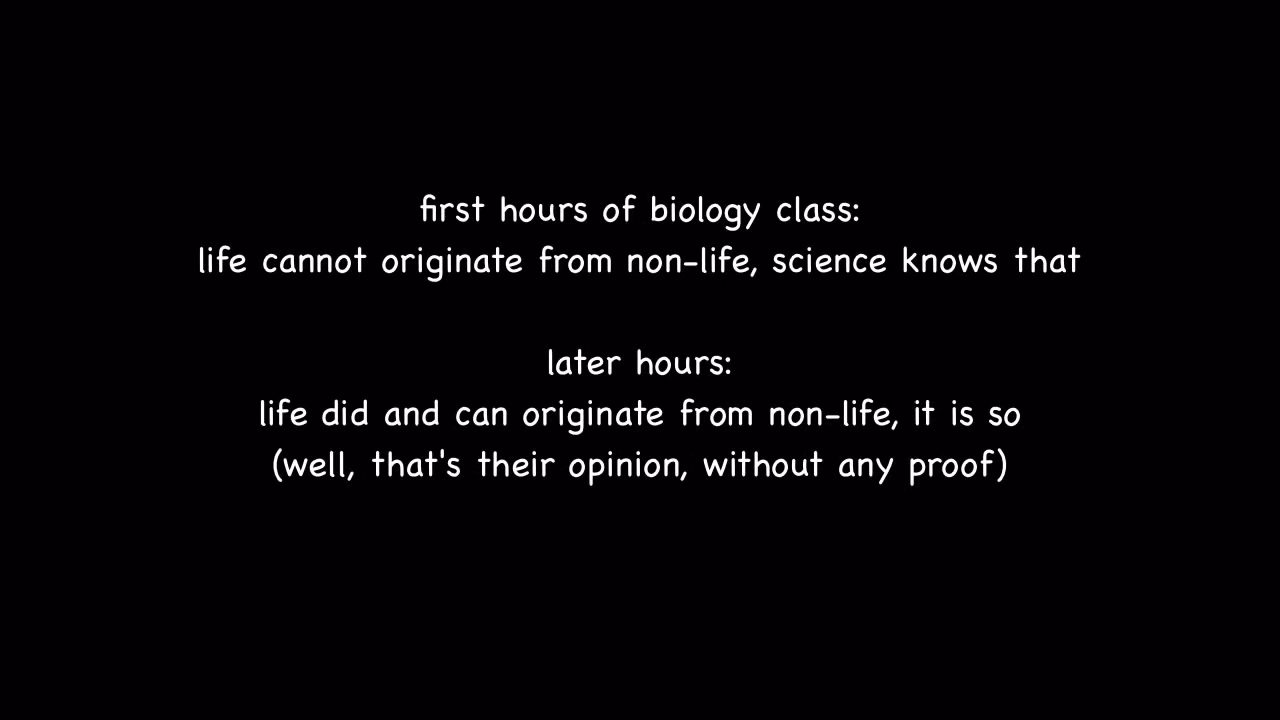 first hours of biology class:
life cannot originate from non-life, science knows that
later hours:
life did and can originate from non-life, it is so
(well, that's their opinion, without any proof)